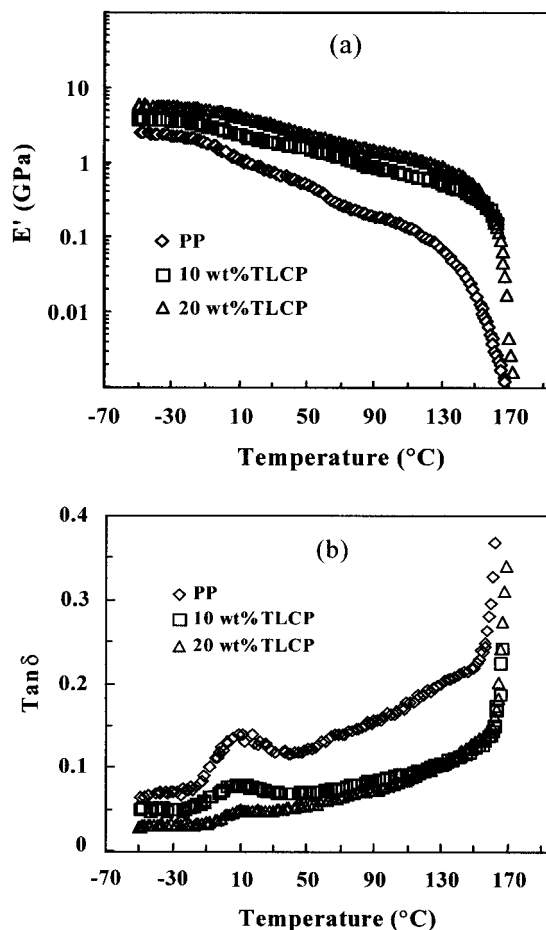 (a)
10
1
0.1
0.01
E' (GPa)
PP
10 wt%TLCP
20 wt%TLCP
-70 -30 10 50 90 130 170
Temperature (°C)
(b)
0.4
0.3
0.2
0.1
0
Tanδ
PP
10 wt%TLCP
20 wt%TLCP
-70 -30 10 50 90 130 170
Temperature (°C)